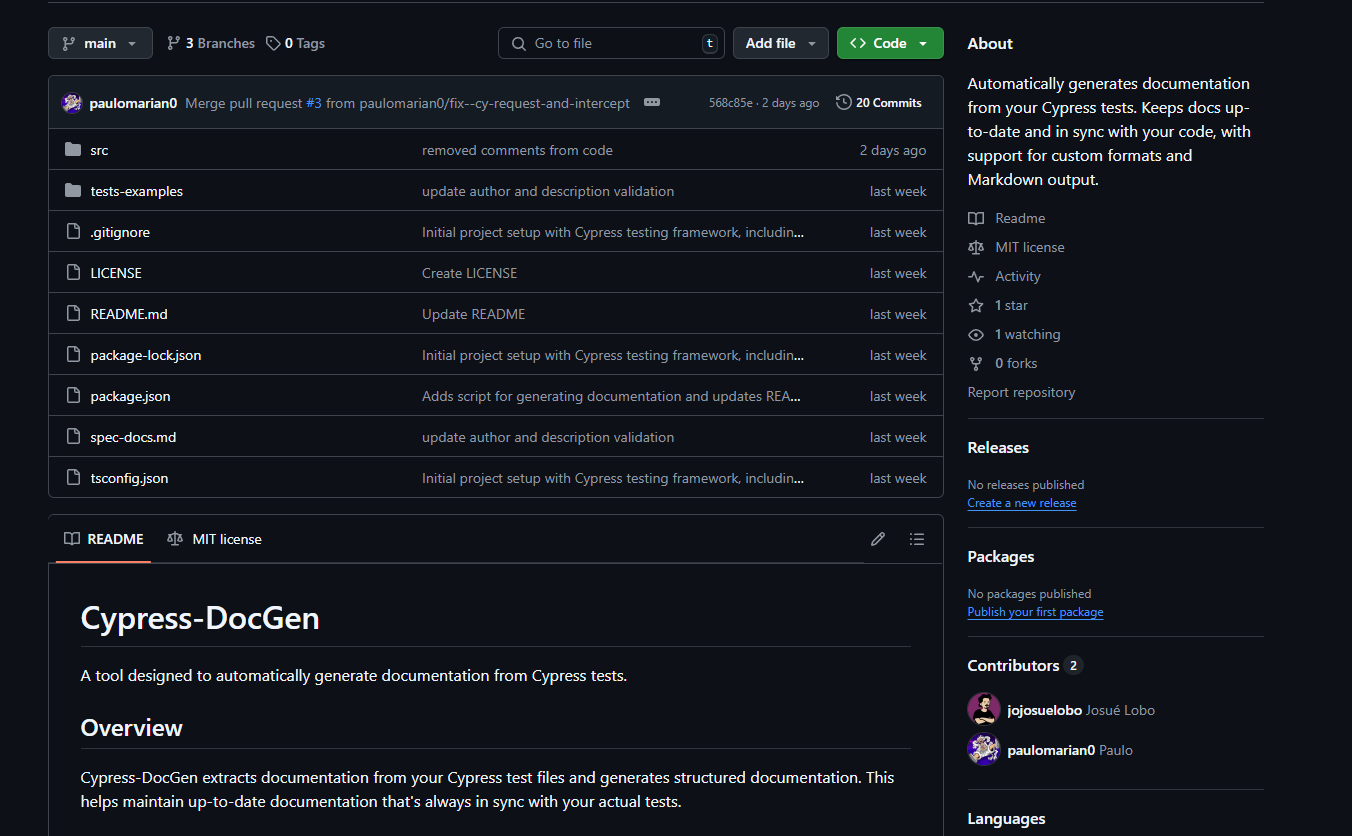 main 3 Branches 0 Tags Go to file t Add file Code
paulomarian0 Merge pull request #3 from paulomarian0/fix--cy-request-and-intercept 568c85e · 2 days ago 20 Commits
src removed comments from code 2 days ago
tests-examples update author and description validation last week
.gitignore Initial project setup with Cypress testing framework, includin... last week
LICENSE Create LICENSE last week
README.md Update README last week
package-lock.json Initial project setup with Cypress testing framework, includin... last week
package.json Adds script for generating documentation and updates REA... last week
spec-docs.md update author and description validation last week
tsconfig.json Initial project setup with Cypress testing framework, includin... last week
README MIT license
Cypress-DocGen
A tool designed to automatically generate documentation from Cypress tests.
Overview
Cypress-DocGen extracts documentation from your Cypress test files and generates structured documentation. This
helps maintain up-to-date documentation that's always in sync with your actual tests.
About
Automatically generates documentation
from your Cypress tests. Keeps docs up-
to-date and in sync with your code, with
support for custom formats and
Markdown output.
Readme
MIT license
Activity
1 star
1 watching
0 forks
Report repository
Releases
No releases published
Create a new release
Packages
No packages published
Publish your first package
Contributors 2
jojosuelobo Josué Lobo
paulomarian0 Paulo
Languages